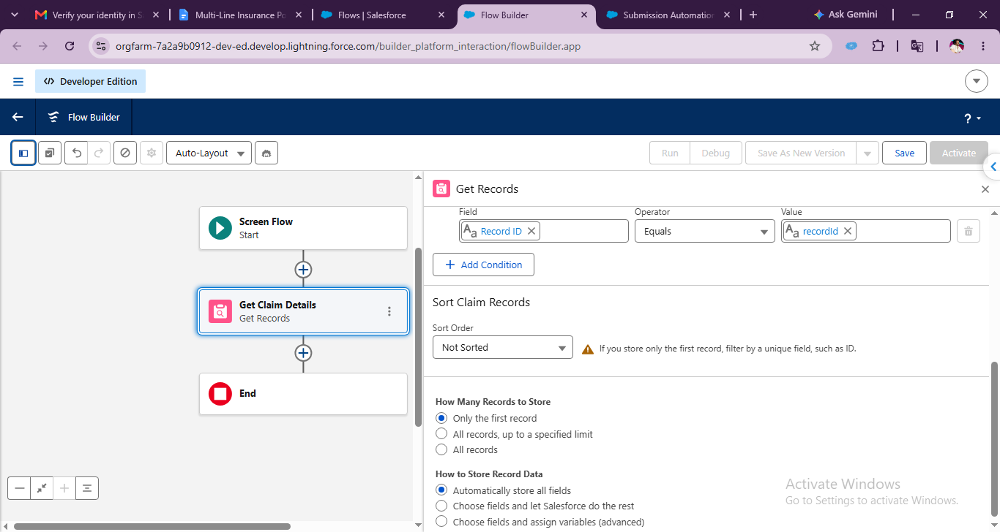 Verify your identity in S
Multi-Line Insurance Po
Flows | Salesforce
Flow Builder
Submission Automation
Ask Gemini
orgfarm-7a2a9b0912-dev-ed.develop.lightning.force.com/builder_platform_interaction/flowBuilder.app
Developer Edition
Flow Builder
?
Auto-Layout
Run
Debug
Save As New Version
Save
Activate
Screen Flow
Start
Get Claim Details
Get Records
End
Get Records
Field
Operator
Value
Aa Record ID
Equals
Aa recordId
Add Condition
Sort Claim Records
Sort Order
Not Sorted
If you store only the first record, filter by a unique field, such as ID.
How Many Records to Store
Only the first record
All records, up to a specified limit
All records
How to Store Record Data
Automatically store all fields
Choose fields and let Salesforce do the rest
Choose fields and assign variables (advanced)
Activate Windows
Go to Settings to activate Windows.